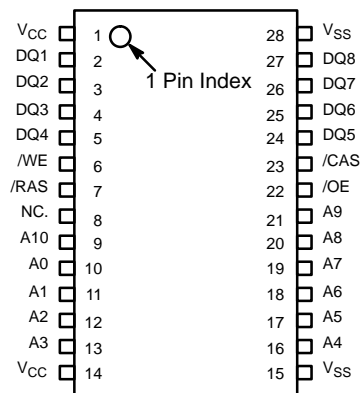 VCC 1 28 VSS
DQ1 2 27 DQ8
1 Pin Index
DQ2 3 26 DQ7
DQ3 4 25 DQ6
DQ4 5 24 DQ5
/WE 6 23 /CAS
/RAS 7 22 /OE
NC. 8 21 A9
A10 9 20 A8
A0 10 19 A7
A1 11 18 A6
A2 12 17 A5
A3 13 16 A4
VCC 14 15 VSS